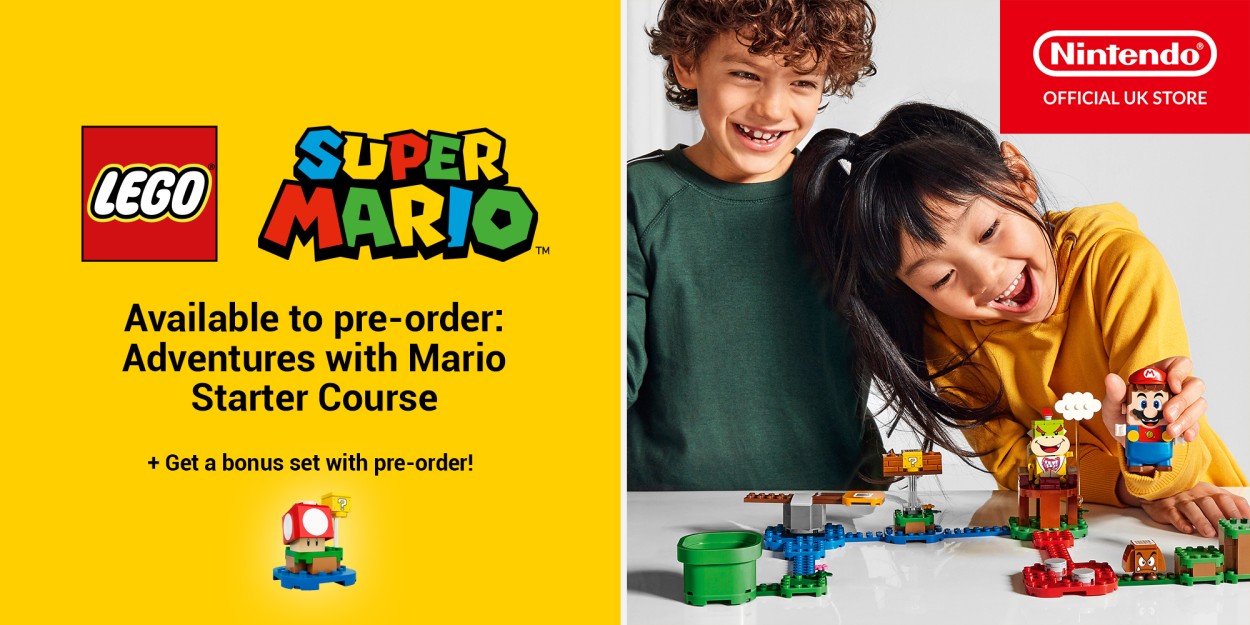 LEGO
SUPER
MARIO
TM
Available to pre-order:
Adventures with Mario
Starter Course
+ Get a bonus set with pre-order!
Nintendo®
OFFICIAL UK STORE
?
?
M